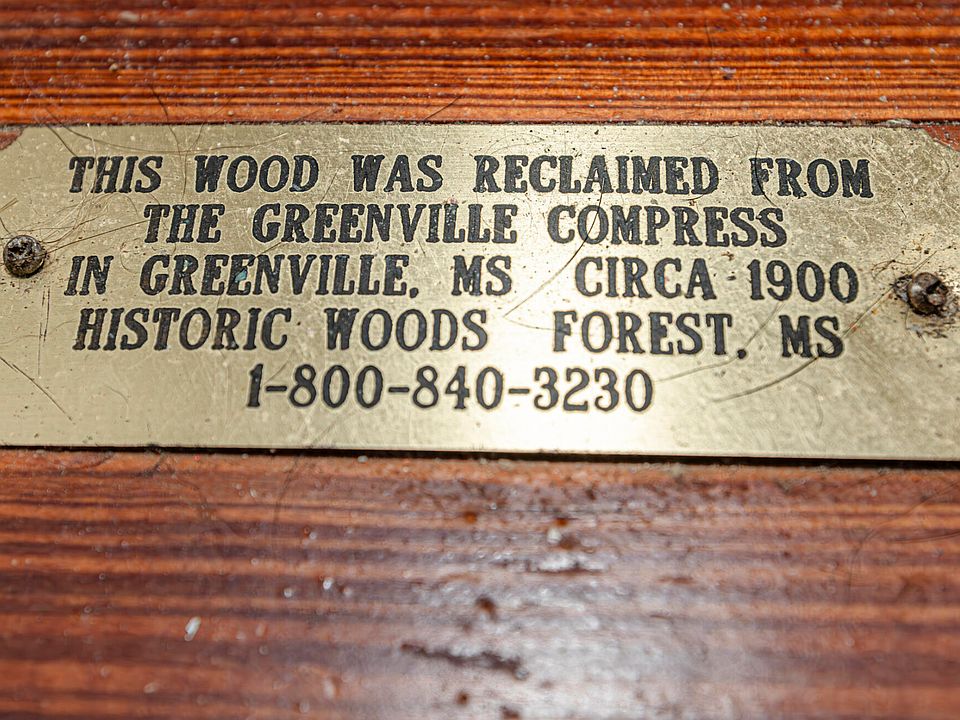 THIS WOOD WAS RECLAIMED FROM
THE GREENVILLE COMPRESS
IN GREENVILLE, MS CIRCA 1900
HISTORIC WOODS FOREST, MS
1-800-840-3230